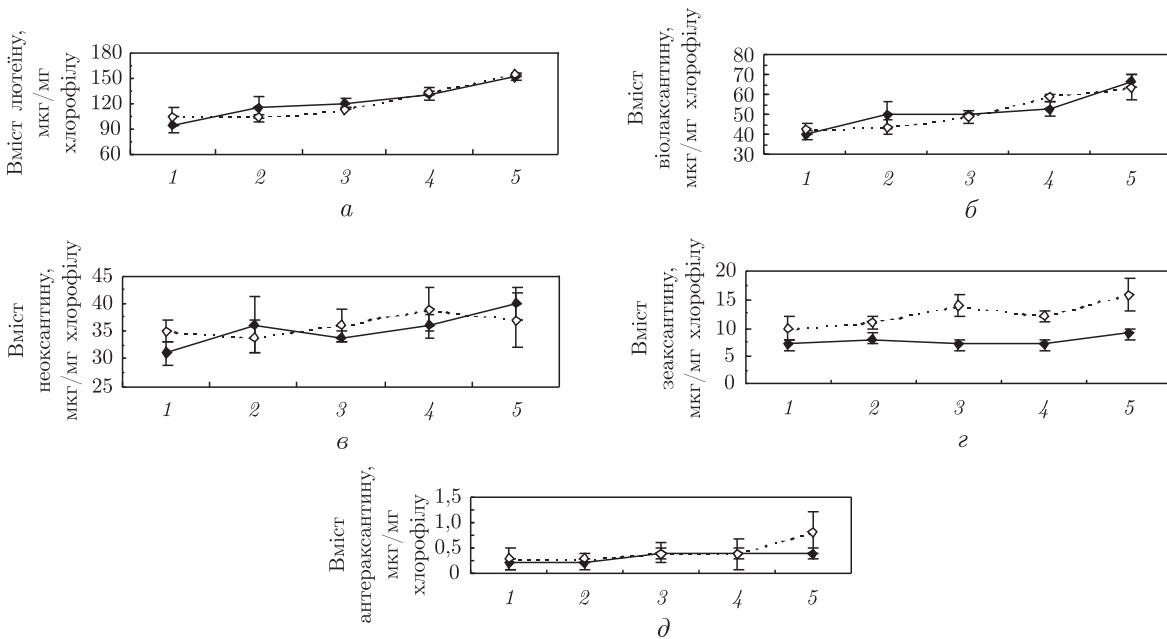 Вміст лютеїну,
мкг/мг
хлорофілу
180
150
120
90
60
1 2 3 4 5
а
Вміст
віолаксантину,
мкг/мг хлорофілу
80
70
60
50
40
30
1 2 3 4 5
б
Вміст
неоксантину,
мкг/мг хлорофілу
45
40
35
30
25
1 2 3 4 5
в
Вміст
зеаксантину,
мкг/мг хлорофілу
20
15
10
5
0
1 2 3 4 5
г
Вміст
антераксантину,
мкг/мг
хлорофілу
1,5
1,0
0,5
0
1 2 3 4 5
д